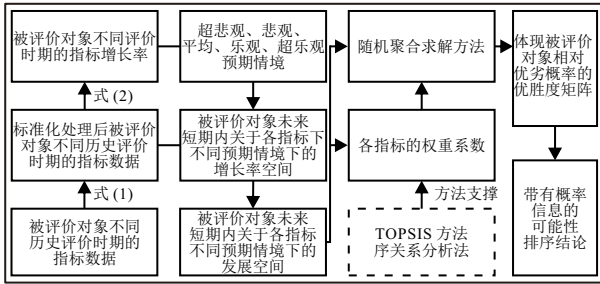 被评价对象不同评价
时期的指标增长率
式 (2)
标准化处理后被评价
对象不同历史评价
时期的指标数据
式 (1)
被评价对象不同
历史评价时期的
指标数据
超悲观、悲观、
平均、乐观、超乐观
预期情境
被评价对象未来
短期内关于各指标下
不同预期情境下的
增长率空间
被评价对象未来
短期内关于各指标
不同预期情境下的
发展空间
随机聚合求解方法
各指标的权重系数
方法支撑
TOPSIS 方法
序关系分析法
体现被评价
对象相对
优劣概率的
优胜度矩阵
带有概率
信息的
可能性
排序结论